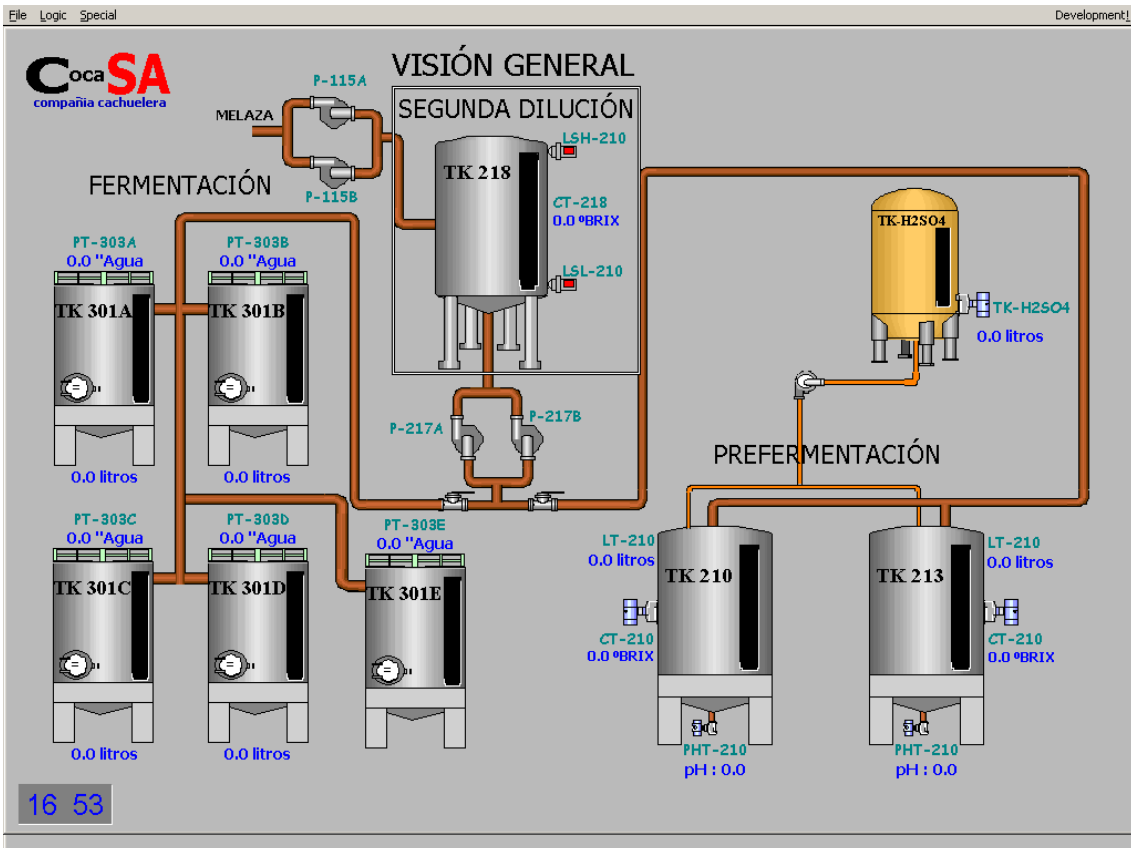 File Logic Special Development!
CocaSA
compañia cachuelera
VISIÓN GENERAL
SEGUNDA DILUCIÓN
P-115A
MELAZA
P-115B
TK 218
LSH-210
CT-218
0.0 ºBRIX
LSL-210
P-217A
P-217B
FERMENTACIÓN
PT-303A
0.0 "Agua
TK 301A
0.0 litros
PT-303B
0.0 "Agua
TK 301B
0.0 litros
PT-303C
0.0 "Agua
TK 301C
0.0 litros
PT-303D
0.0 "Agua
TK 301D
0.0 litros
PT-303E
0.0 "Agua
TK 301E
TK-H2SO4
TK-H2SO4
0.0 litros
PREFERMENTACIÓN
LT-210
0.0 litros
TK 210
CT-210
0.0 ºBRIX
PHT-210
pH : 0.0
LT-210
0.0 litros
TK 213
CT-210
0.0 ºBRIX
PHT-210
pH : 0.0
16 53